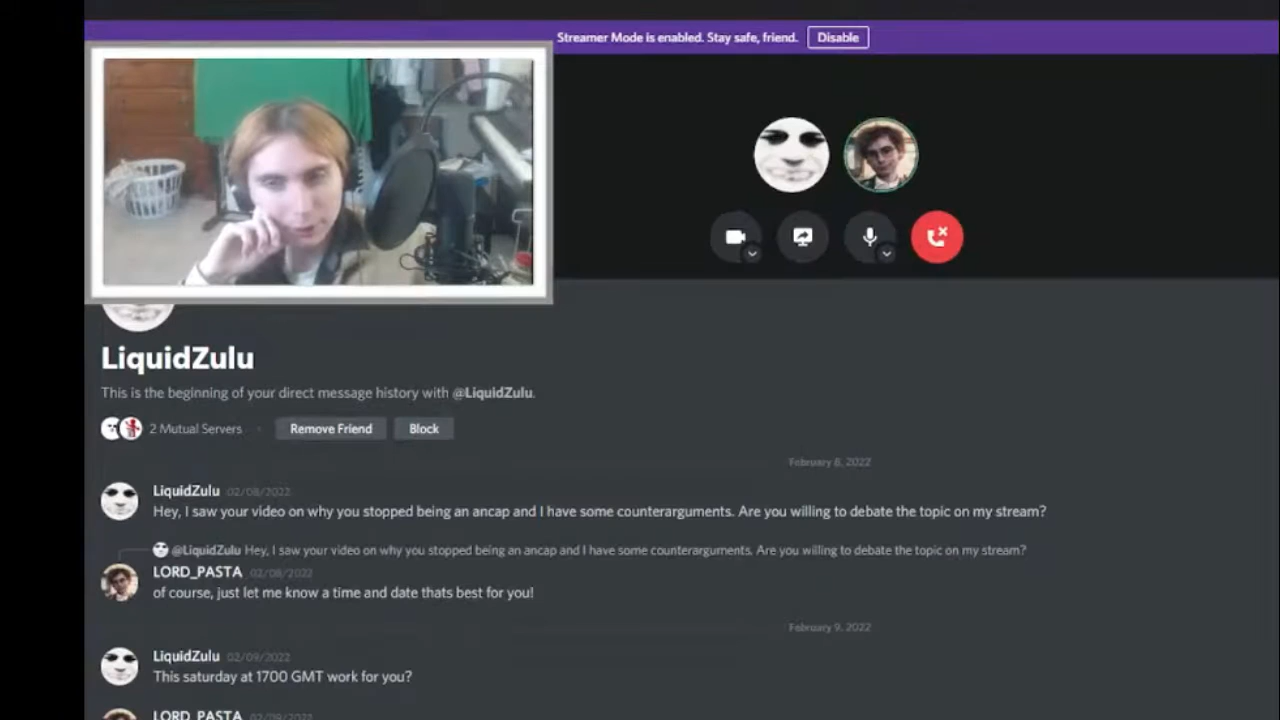 Streamer Mode is enabled. Stay safe, friend. Disable
LiquidZulu
This is the beginning of your direct message history with @LiquidZulu.
2 Mutual Servers Remove Friend Block
February 8, 2022
LiquidZulu 02/08/2022
Hey, I saw your video on why you stopped being an ancap and I have some counterarguments. Are you willing to debate the topic on my stream?
@LiquidZulu Hey, I saw your video on why you stopped being an ancap and I have some counterarguments. Are you willing to debate the topic on my stream?
LORD_PASTA 02/08/2022
of course, just let me know a time and date thats best for you!
February 9, 2022
LiquidZulu 02/09/2022
This saturday at 1700 GMT work for you?
LORD_PASTA 02/09/2022